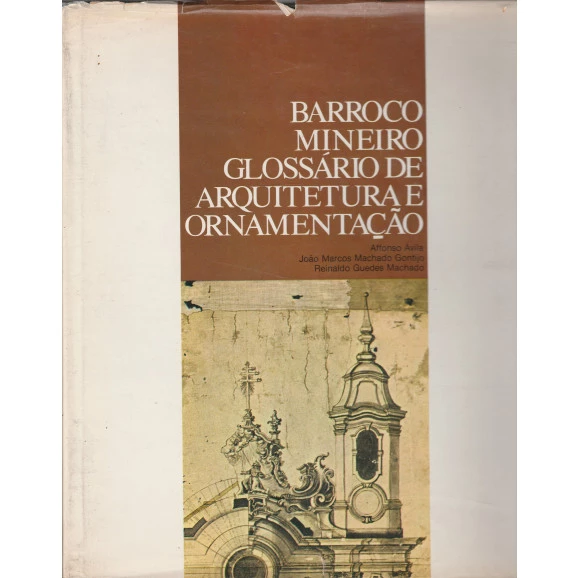 BARROCO
MINEIRO
GLOSSÁRIO DE
ARQUITETURA E
ORNAMENTAÇÃO
Affonso Ávila
João Marcos Machado Gontijo
Reinaldo Guedes Machado